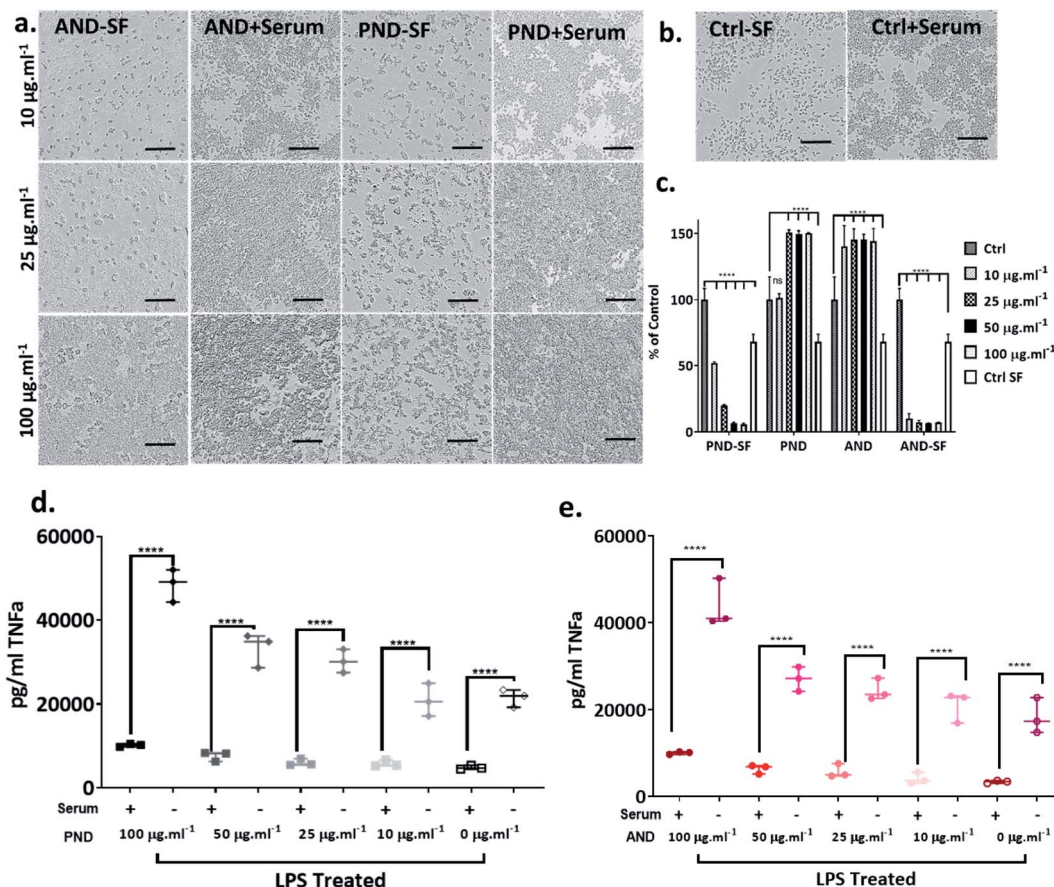 a.
AND-SF AND+Serum PND-SF PND+Serum
10 µg.ml-1
25 µg.ml-1
100 µg.ml-1
b.
Ctrl-SF Ctrl+Serum
c.
% of Control
150
100
50
0
****
ns
****
****
****
PND-SF PND AND AND-SF
Ctrl
10 µg.ml-1
25 µg.ml-1
50 µg.ml-1
100 µg.ml-1
Ctrl SF
d.
pg/ml TNFa
60000
40000
20000
0
****
****
****
****
****
Serum + - + - + - + - + -
PND 100 µg.ml-1 50 µg.ml-1 25 µg.ml-1 10 µg.ml-1 0 µg.ml-1
LPS Treated
e.
pg/ml TNFa
60000
40000
20000
0
****
****
****
****
****
Serum + - + - + - + - + -
AND 100 µg.ml-1 50 µg.ml-1 25 µg.ml-1 10 µg.ml-1 0 µg.ml-1
LPS Treated